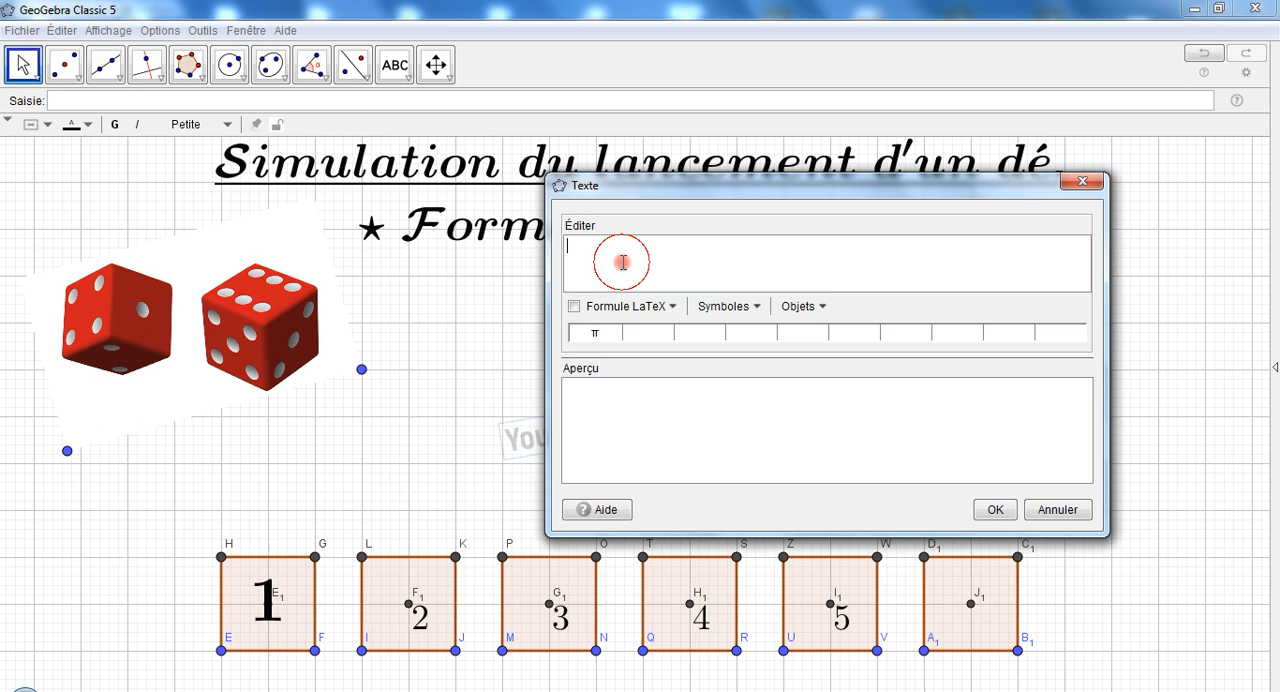 GeoGebra Classic 5
Fichier Éditer Affichage Options Outils Fenêtre Aide
ABC
Saisie:
A G I Petite
Simulation du lancement d'un dé
Texte
★ Form
Éditer
Formule LaTeX Symboles Objets
π
Aperçu
You
Aide OK Annuler
H G L K P O T S Z W D₁ C₁
1 E₁ F₁ G₁ H₁ I₁ J₁
2 3 4 5
E F I J M N Q R U V A₁ B₁